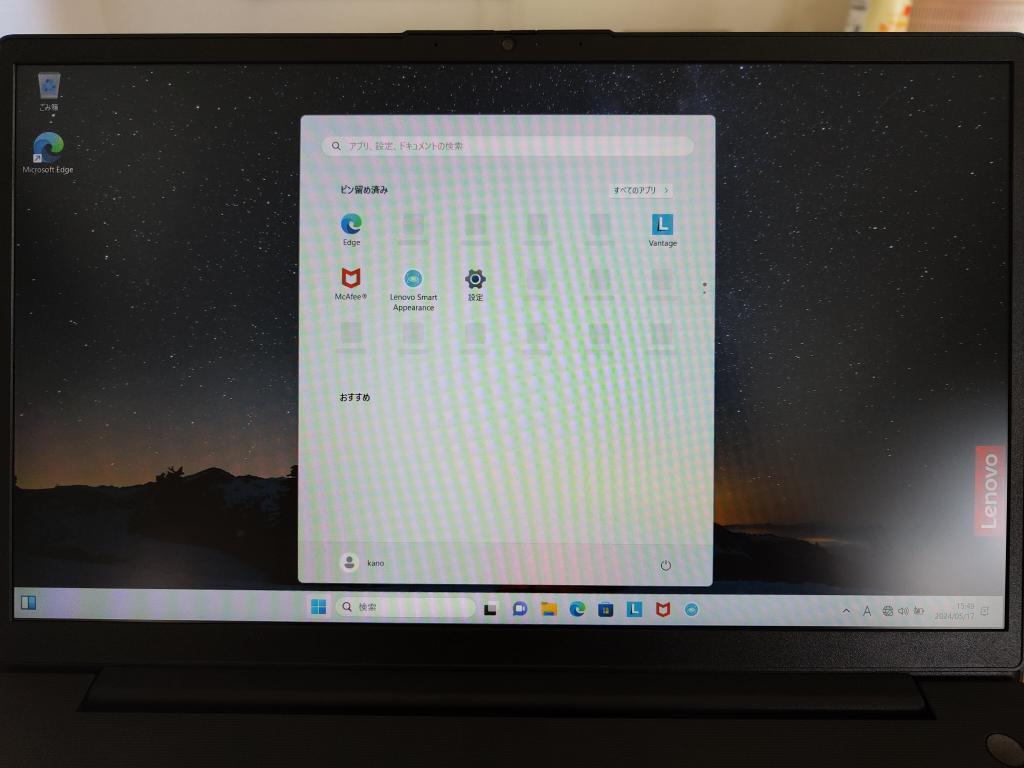 ごみ箱
Microsoft Edge
アプリ、設定、ドキュメントの検索
ピン留め済み
すべてのアプリ >
Edge
Vantage
McAfee®
Lenovo Smart
Appearance
設定
おすすめ
kano
Lenovo
検索
A
15:49
2024/05/17